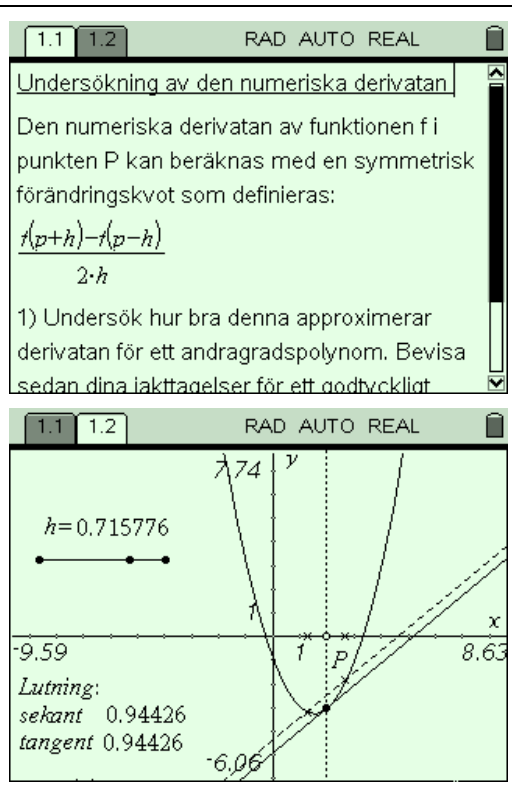 1.1 1.2 RAD AUTO REAL
Undersökning av den numeriska derivatan
Den numeriska derivatan av funktionen f i
punkten P kan beräknas med en symmetrisk
förändringskvot som definieras:
f(p+h)−f(p−h)
2·h
1) Undersök hur bra denna approximerar
derivatan för ett andragradspolynom. Bevisa
sedan dina iakttagelser för ett godtyckligt
1.1 1.2 RAD AUTO REAL
7.74 y
h=0.715776
1
x
-9.59 1 P 8.63
Lutning:
sekant 0.94426
tangent 0.94426
-6.06